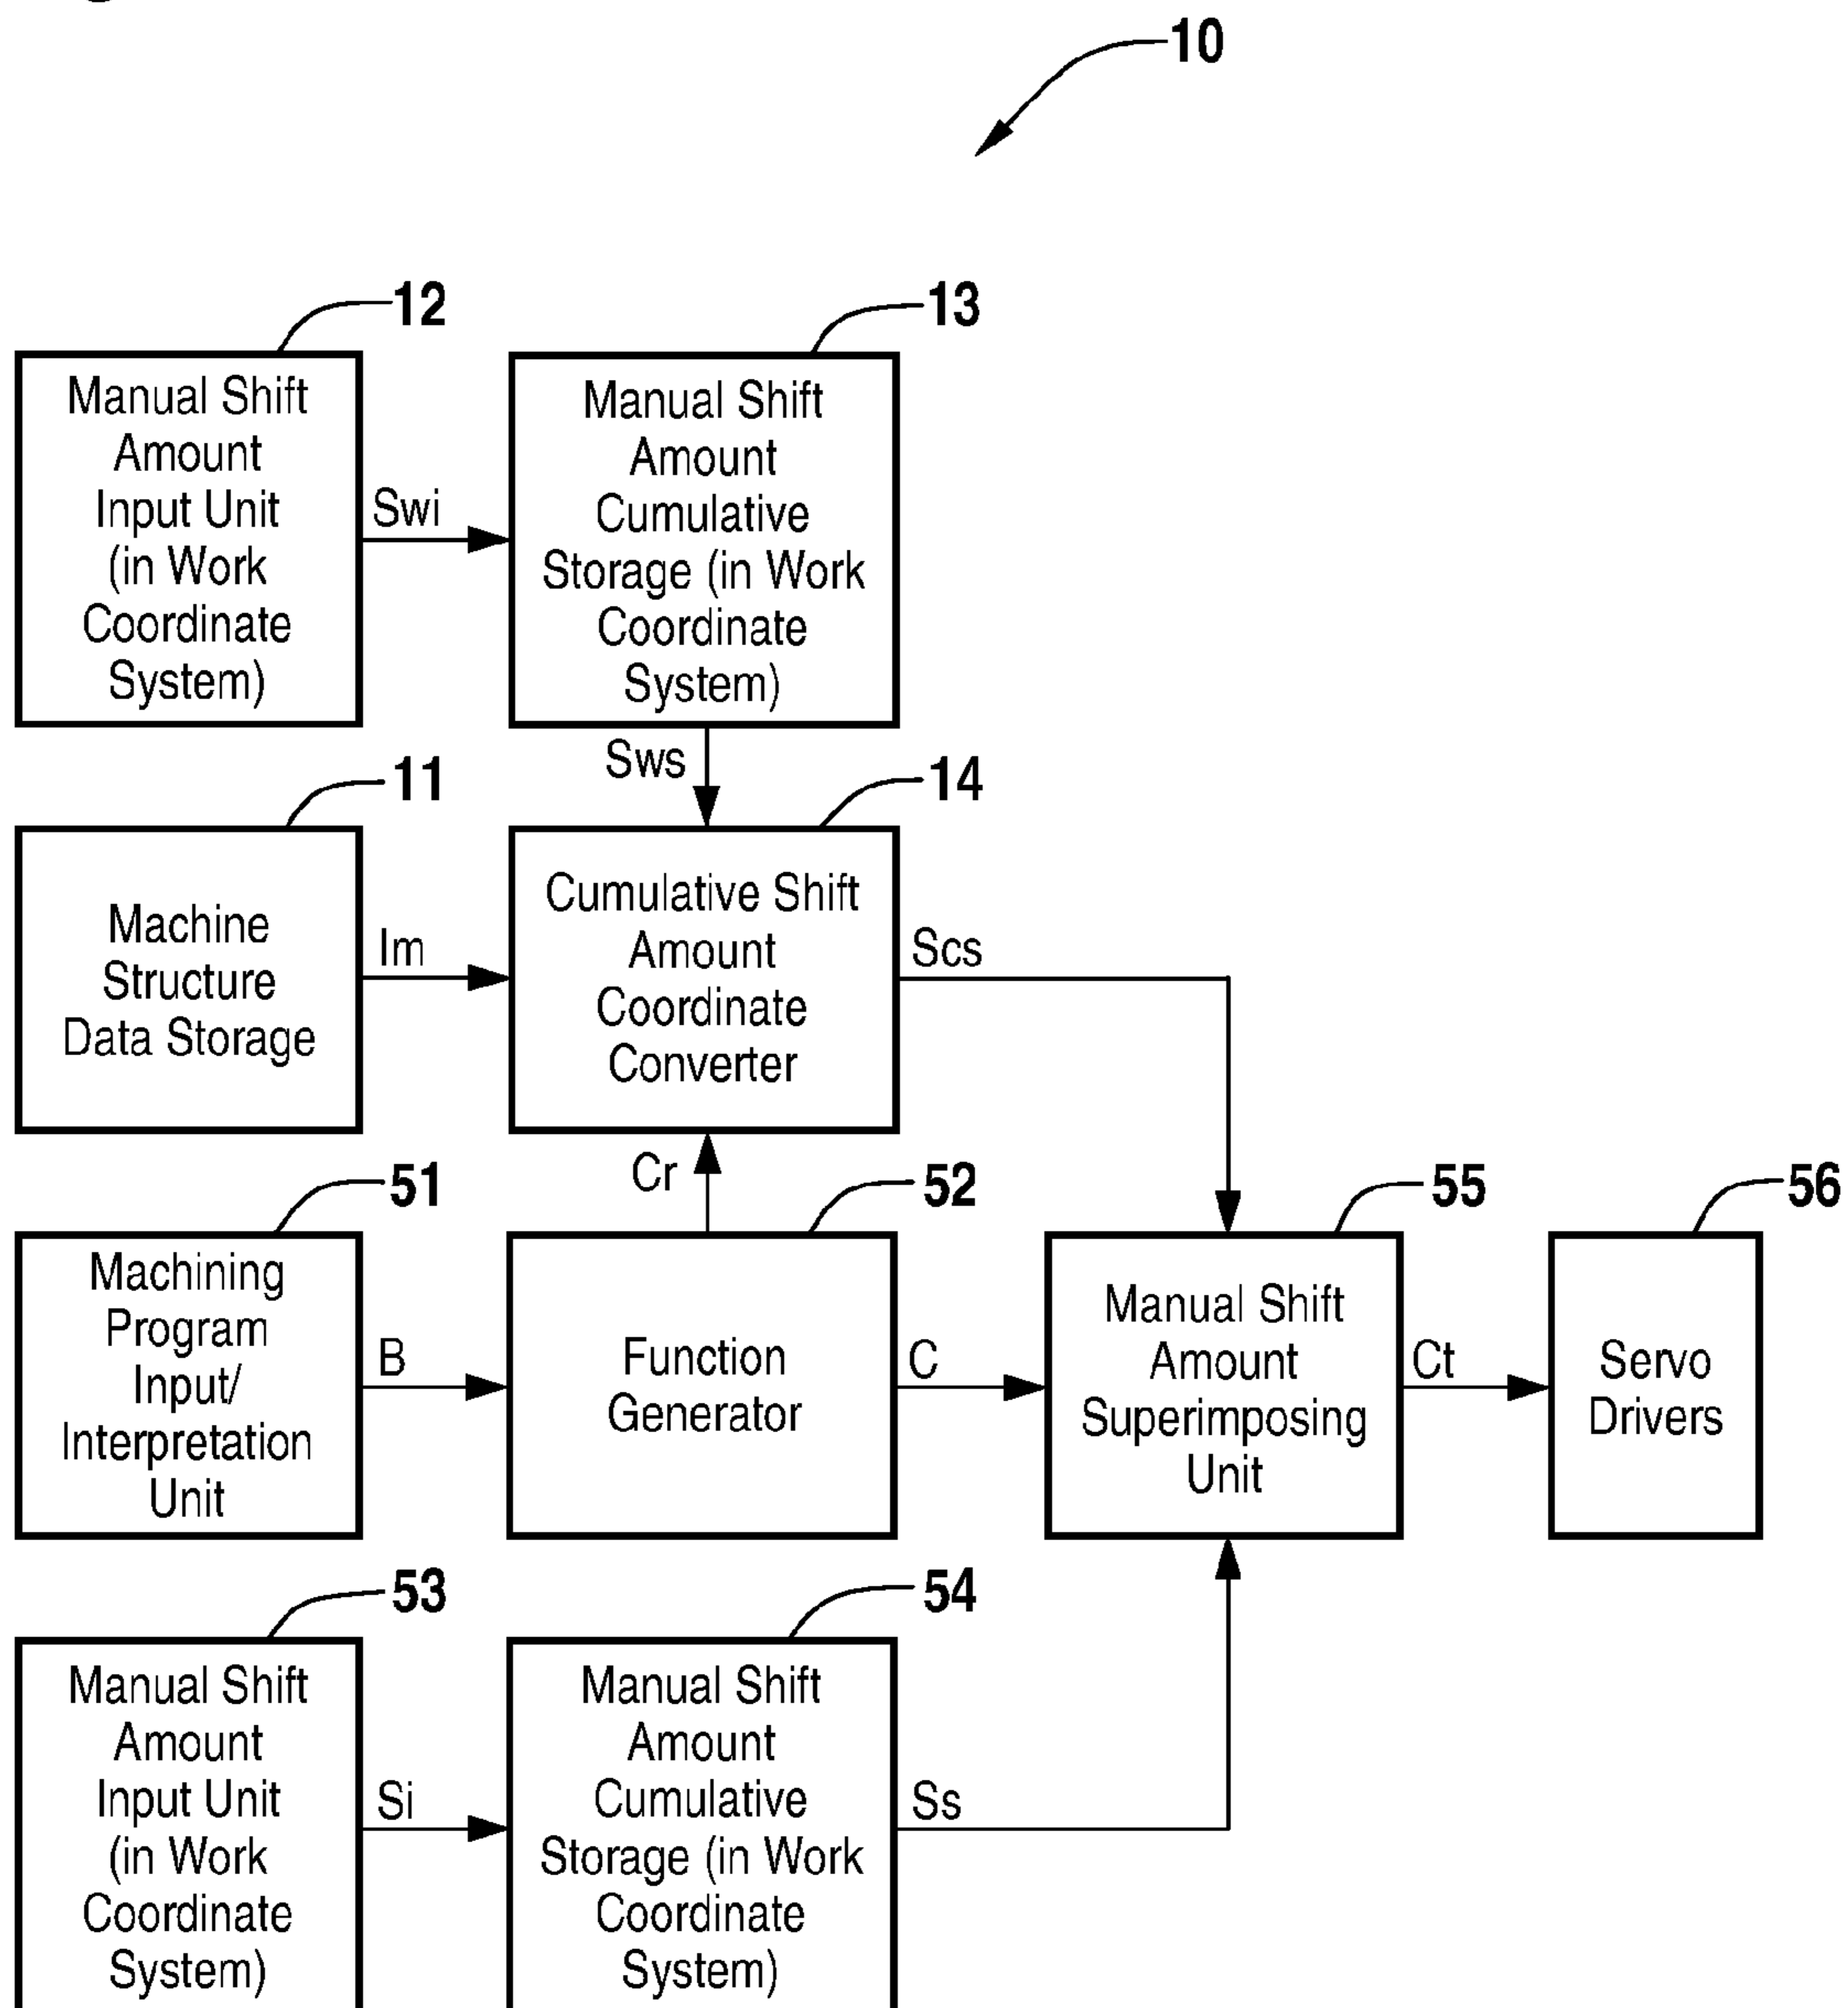 10
12
Manual Shift
Amount
Input Unit
(in Work
Coordinate
System)
Swi
13
Manual Shift
Amount
Cumulative
Storage (in Work
Coordinate
System)
Sws
11
Machine
Structure
Data Storage
Im
14
Cumulative Shift
Amount
Coordinate
Converter
Scs
Cr
51
Machining
Program
Input/
Interpretation
Unit
B
52
Function
Generator
C
55
Manual Shift
Amount
Superimposing
Unit
Ct
56
Servo
Drivers
53
Manual Shift
Amount
Input Unit
(in Work
Coordinate
System)
Si
54
Manual Shift
Amount
Cumulative
Storage (in Work
Coordinate
System)
Ss